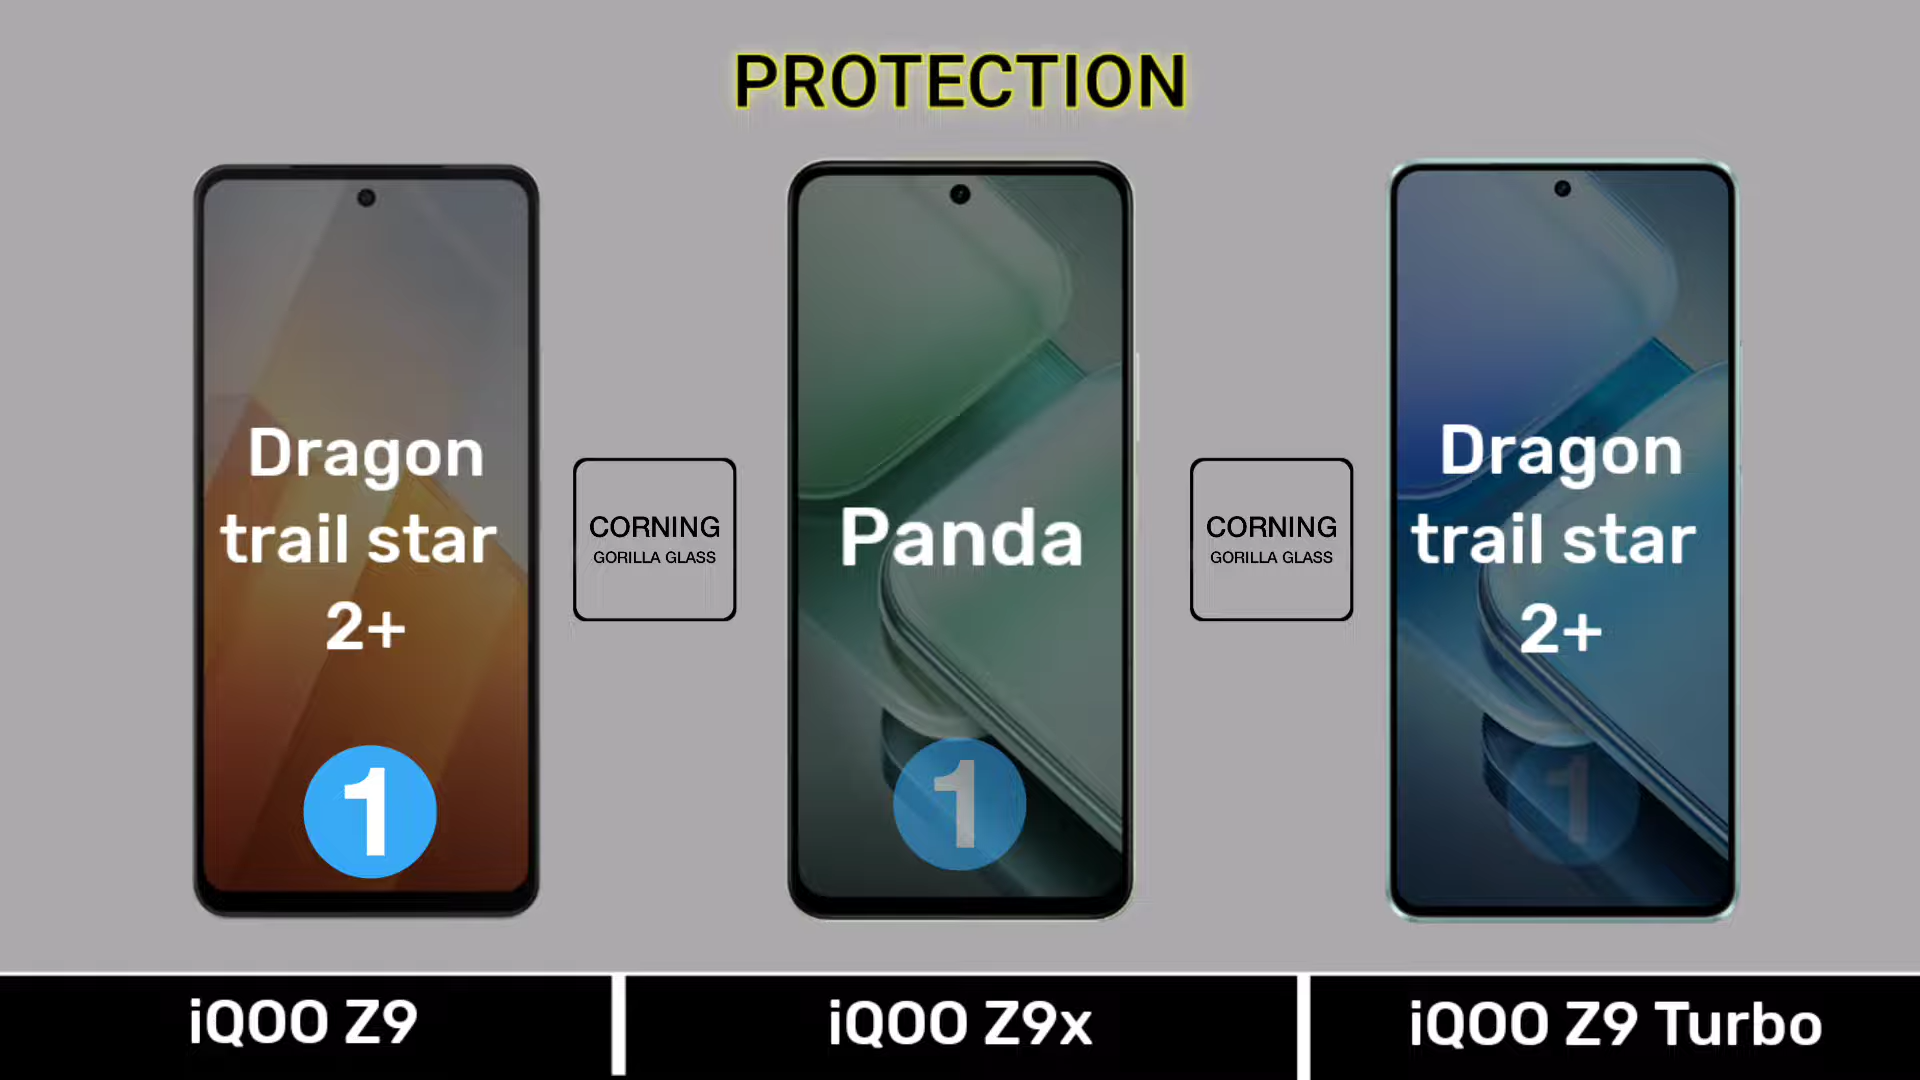 PROTECTION
Dragon
trail star
2+
1
CORNING
GORILLA GLASS
Panda
1
CORNING
GORILLA GLASS
Dragon
trail star
2+
1
iQOO Z9
iQOO Z9x
iQOO Z9 Turbo